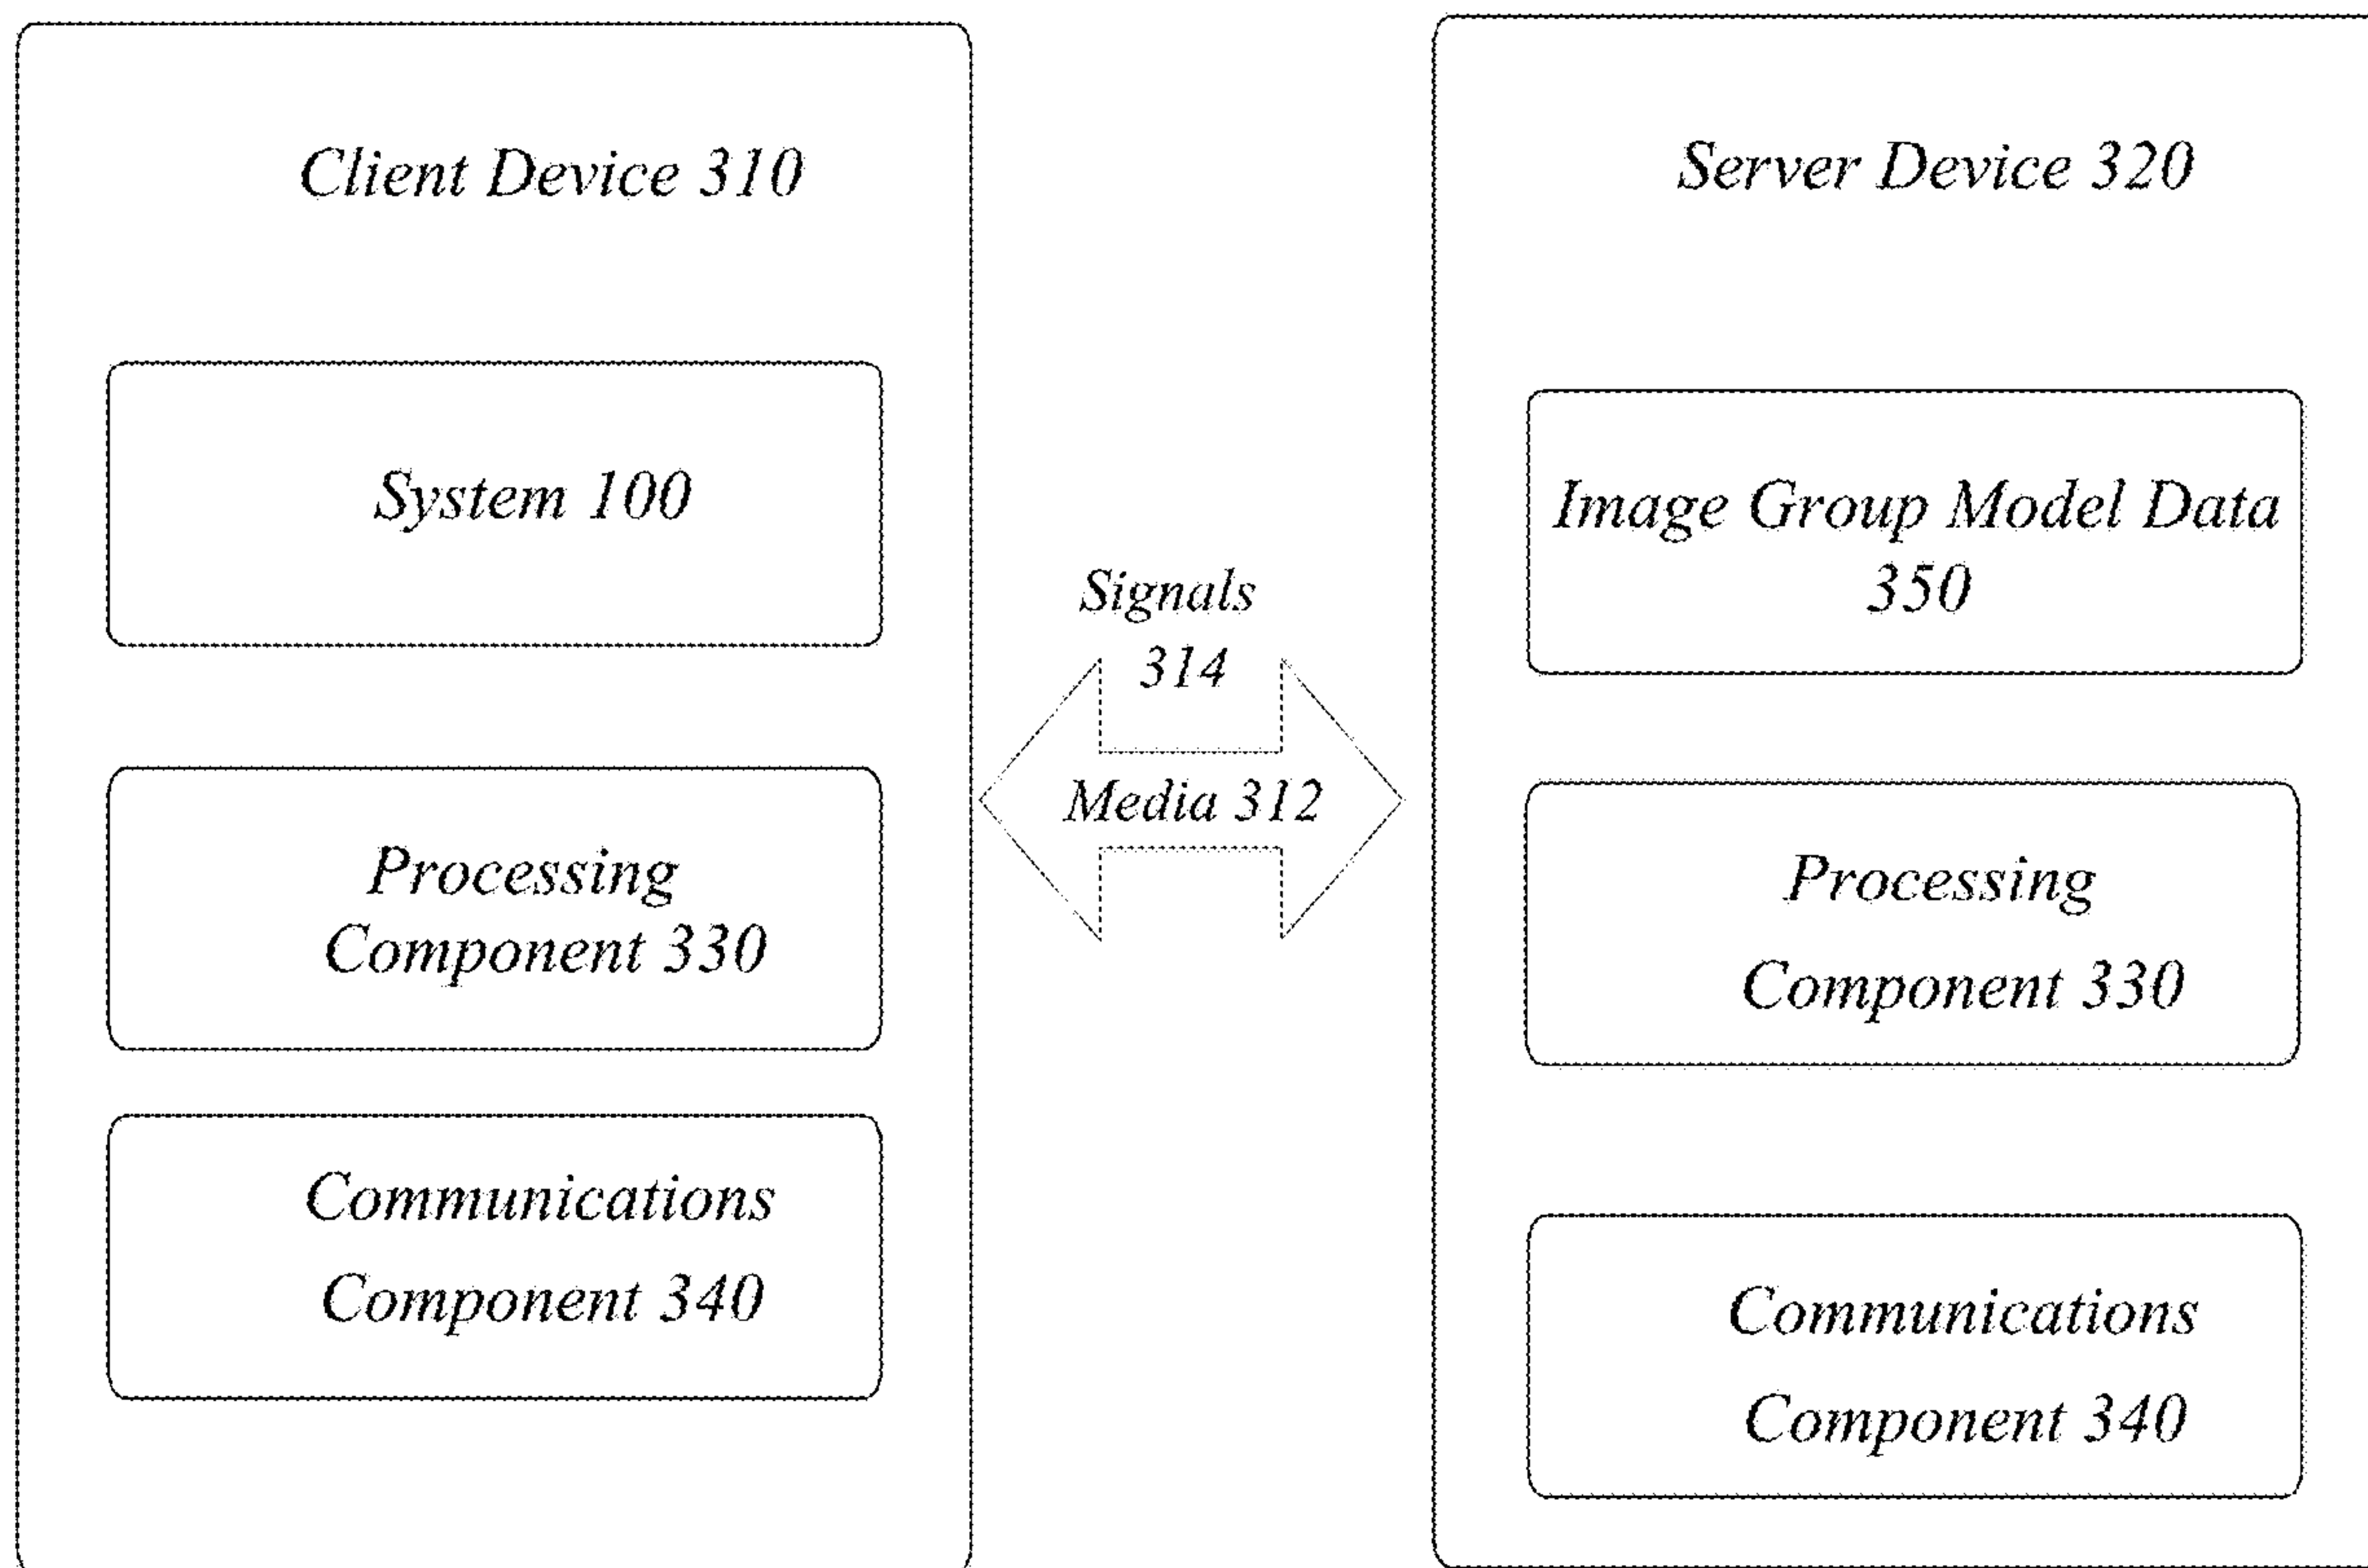 Client Device 310
System 100
Processing
Component 330
Communications
Component 340
Signals
314
Media 312
Server Device 320
Image Group Model Data
350
Processing
Component 330
Communications
Component 340